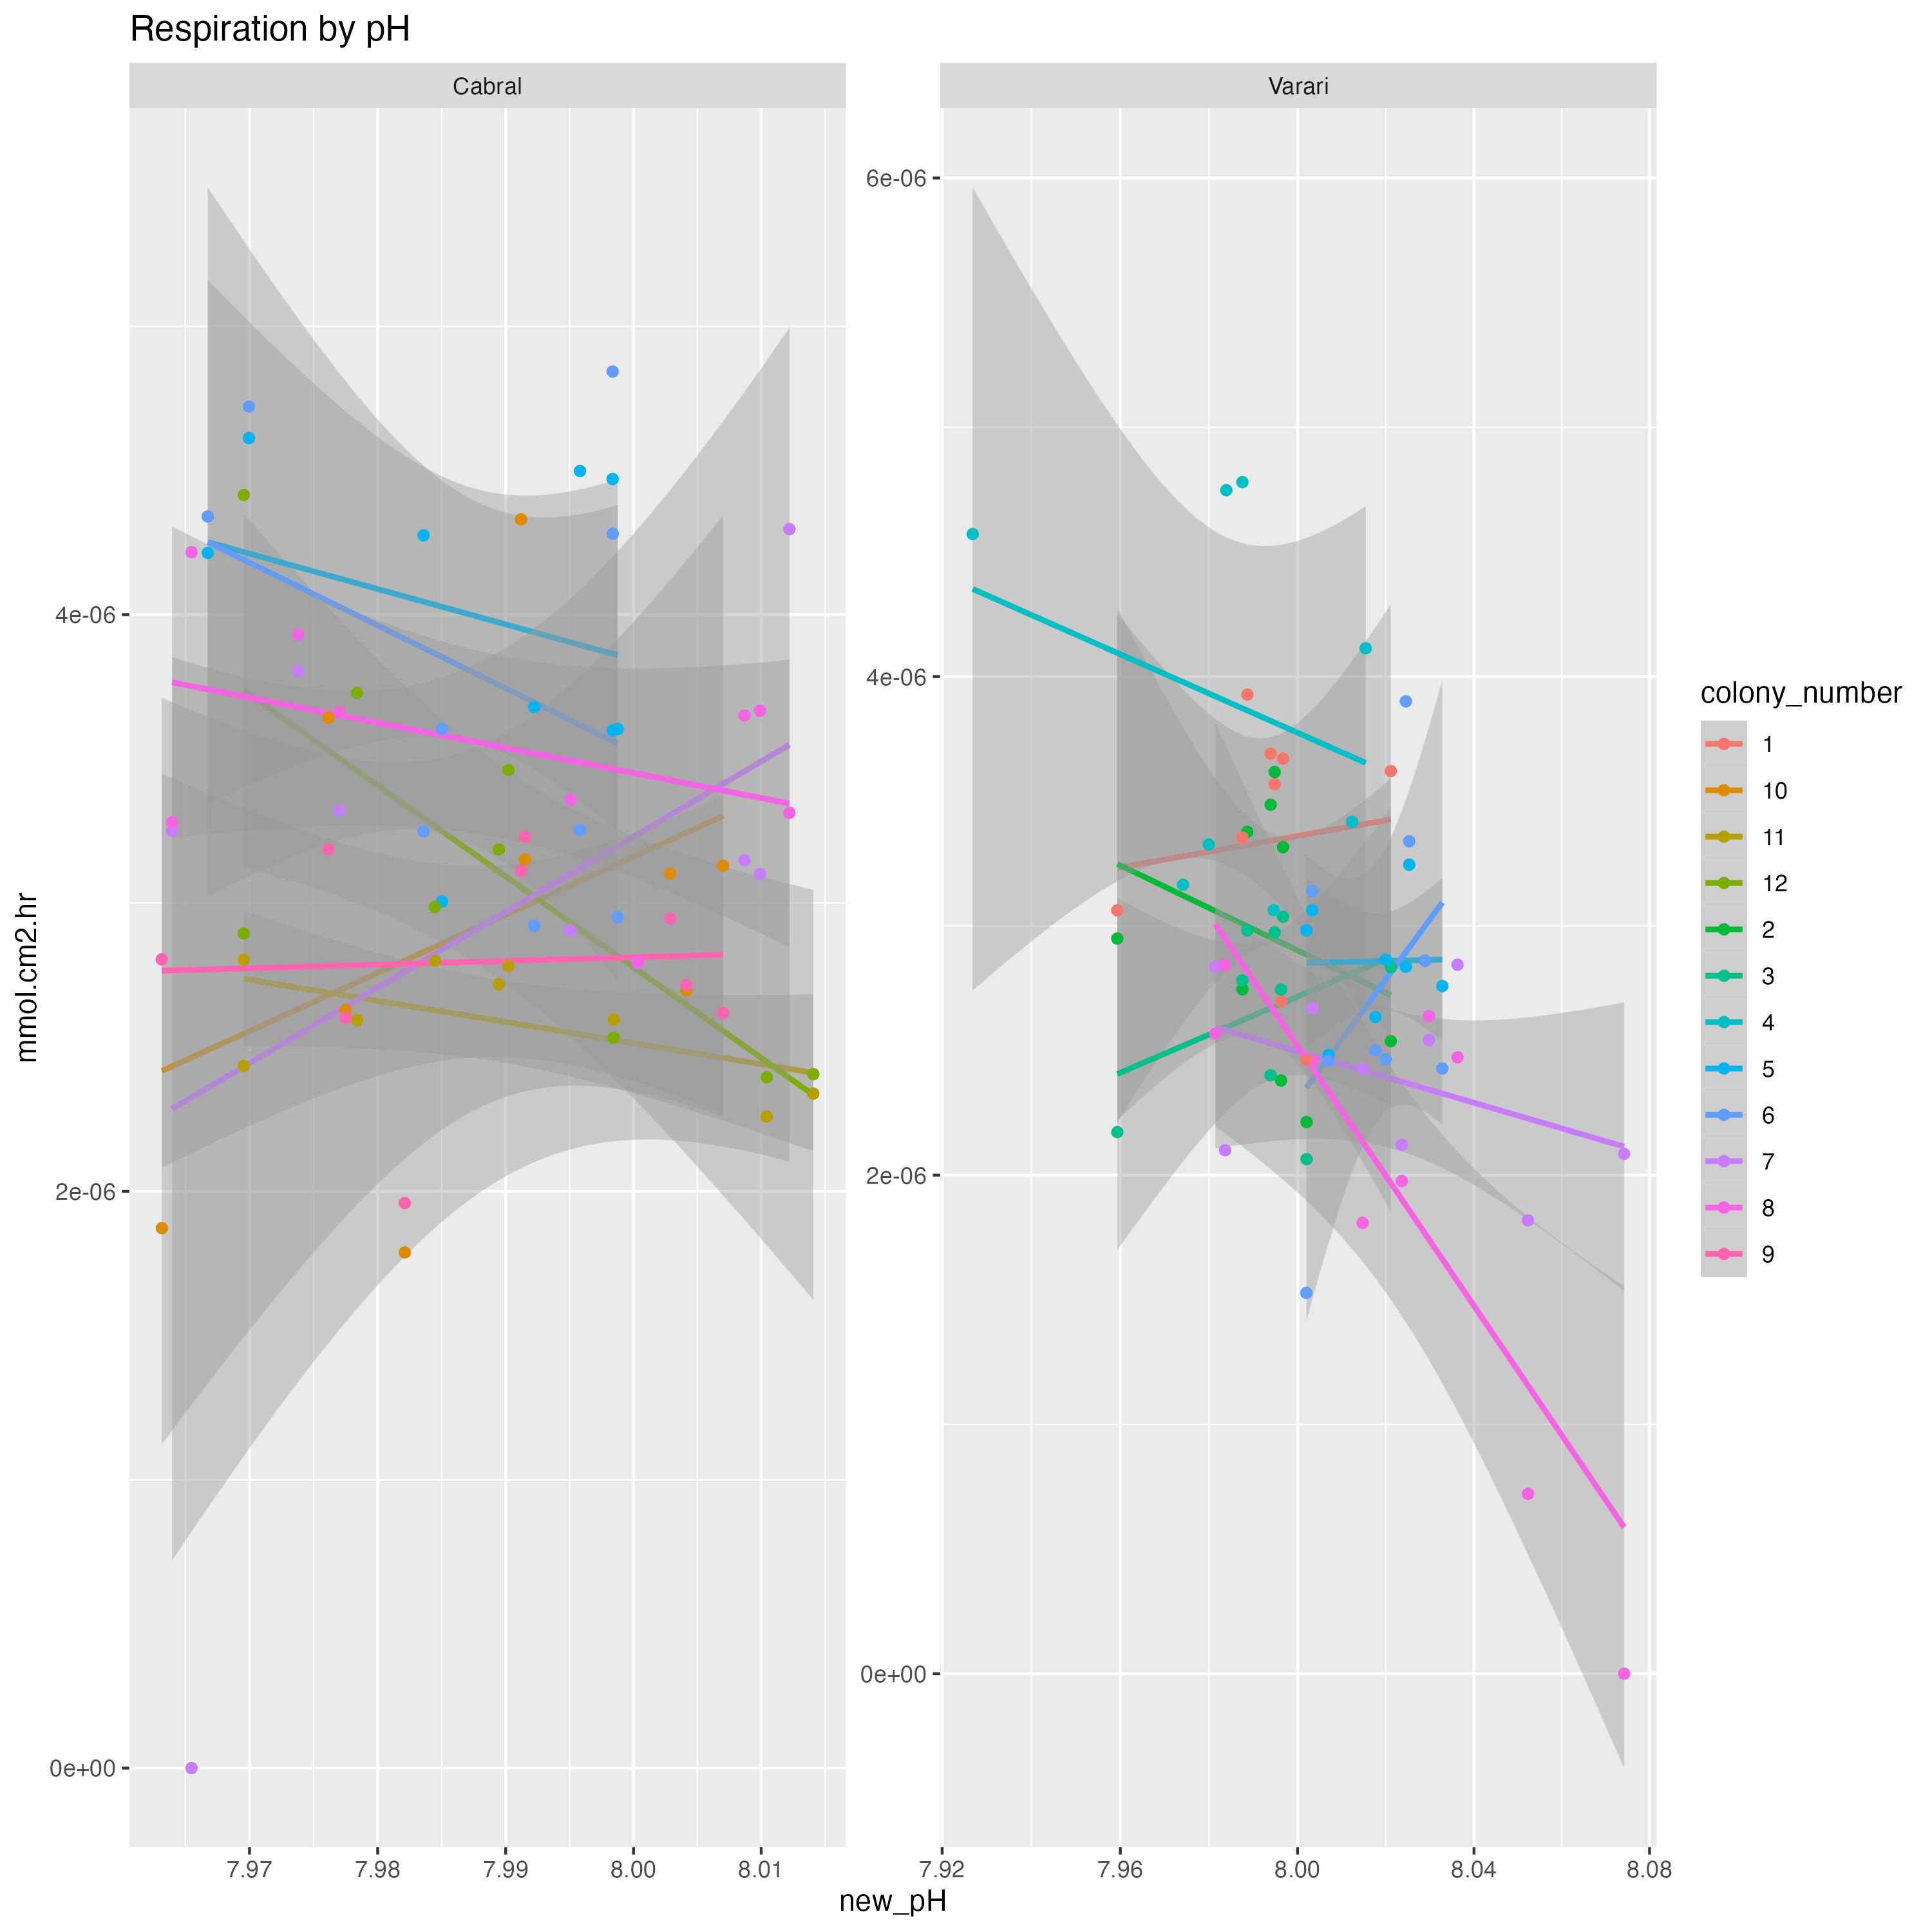 Respiration by pH
Cabral
Varari
mmol.cm2.hr
4e-06
2e-06
0e+00
6e-06
4e-06
2e-06
0e+00
7.97 7.98 7.99 8.00 8.01
7.92 7.96 8.00 8.04 8.08
new_pH
colony_number
1
10
11
12
2
3
4
5
6
7
8
9